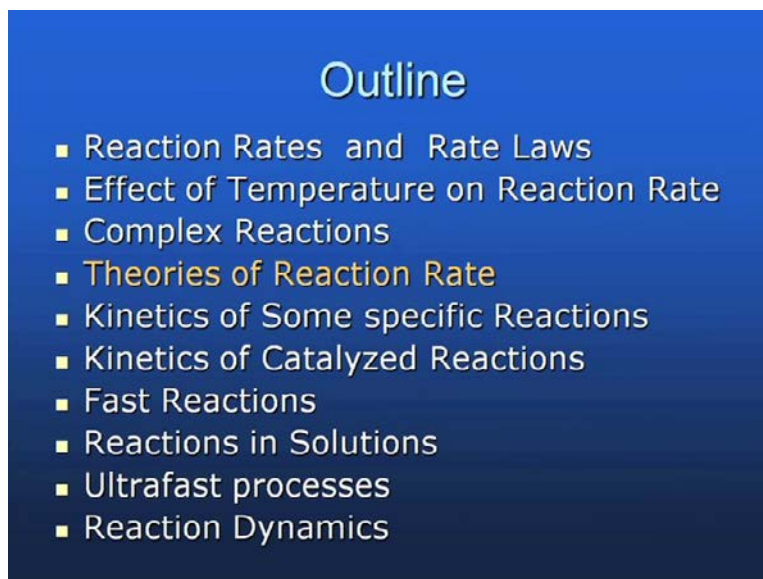 Outline
Reaction Rates and Rate Laws
Effect of Temperature on Reaction Rate
Complex Reactions
Theories of Reaction Rate
Kinetics of Some specific Reactions
Kinetics of Catalyzed Reactions
Fast Reactions
Reactions in Solutions
Ultrafast processes
Reaction Dynamics